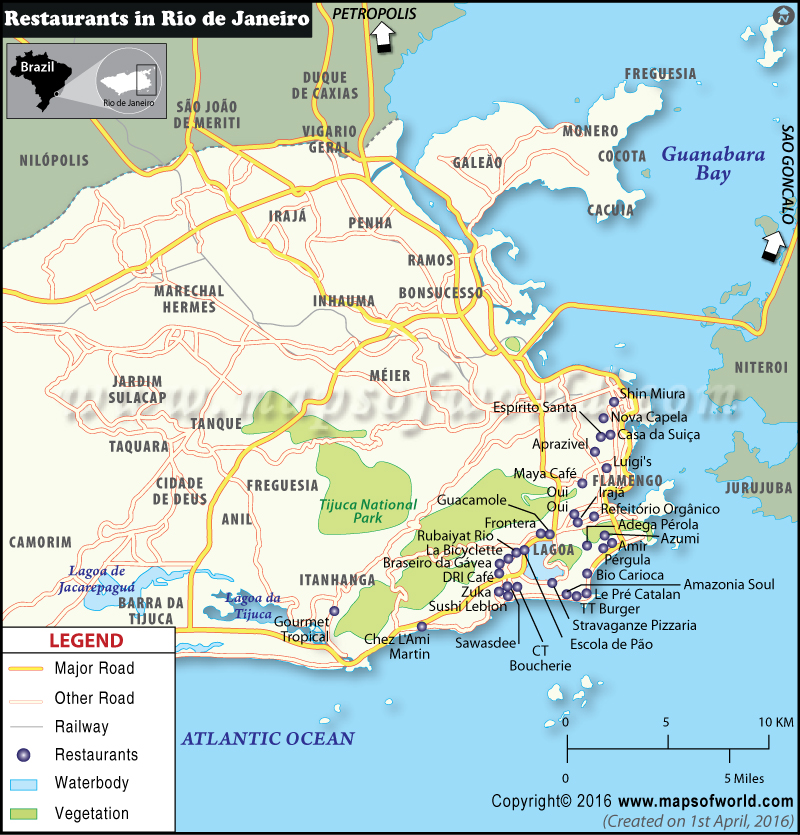 Restaurants in Rio de Janeiro
PETROPOLIS
Brazil
Rio de Janeiro
FREGUESIA
DUQUE
DE CAXIAS
SÃO JOÃO
DE MERITI
VIGARIO
GERAL
MONERO
NILÓPOLIS
GALEÃO
COCOTA
Guanabara
Bay
SAO GONCALO
CACUIA
IRAJÁ
PENHA
RAMOS
MARECHAL
HERMES
INHAUMA
BONSUCESSO
NITEROI
MÉIER
JARDIM
SULACAP
www.mapsofworld.com
Shin Miura
Espírito Santa
Nova Capela
TANQUE
Casa da Suiça
TAQUARA
Aprazivel
Luigi's
Maya Café
FLAMENGO
CIDADE
DE DEUS
FREGUESIA
Oui
Oui
Irajá
JURUJUBA
Tijuca National
Park
Guacamole
Refeitório Orgânico
ANIL
Frontera
Adega Pérola
Rubaiyat Rio
Azumi
CAMORIM
La Bicyclette
LAGOA
Amir
Braseiro da Gávea
Pérgula
Lagoa de
Jacarepaguá
ITANHANGA
DRI Café
Bio Carioca
Amazonia Soul
Zuka
Le Pré Catalan
BARRA DA
TIJUCA
Lagoa da
Tijuca
Sushi Leblon
TT Burger
Gourmet
Tropical
Stravaganze Pizzaria
Chez L'Ami
Martin
Sawasdee
CT
Boucherie
Escola de Pão
LEGEND
Major Road
Other Road
Railway
Restaurants
Waterbody
Vegetation
ATLANTIC OCEAN
0 5 10 KM
0 5 Miles
Copyright© 2016 www.mapsofworld.com
(Created on 1st April, 2016)